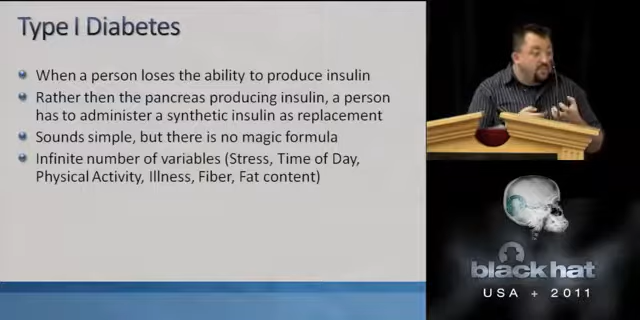 Type I Diabetes
When a person loses the ability to produce insulin
Rather then the pancreas producing insulin, a person
has to administer a synthetic insulin as replacement
Sounds simple, but there is no magic formula
Infinite number of variables (Stress, Time of Day,
Physical Activity, Illness, Fiber, Fat content)
black hat
USA + 2011